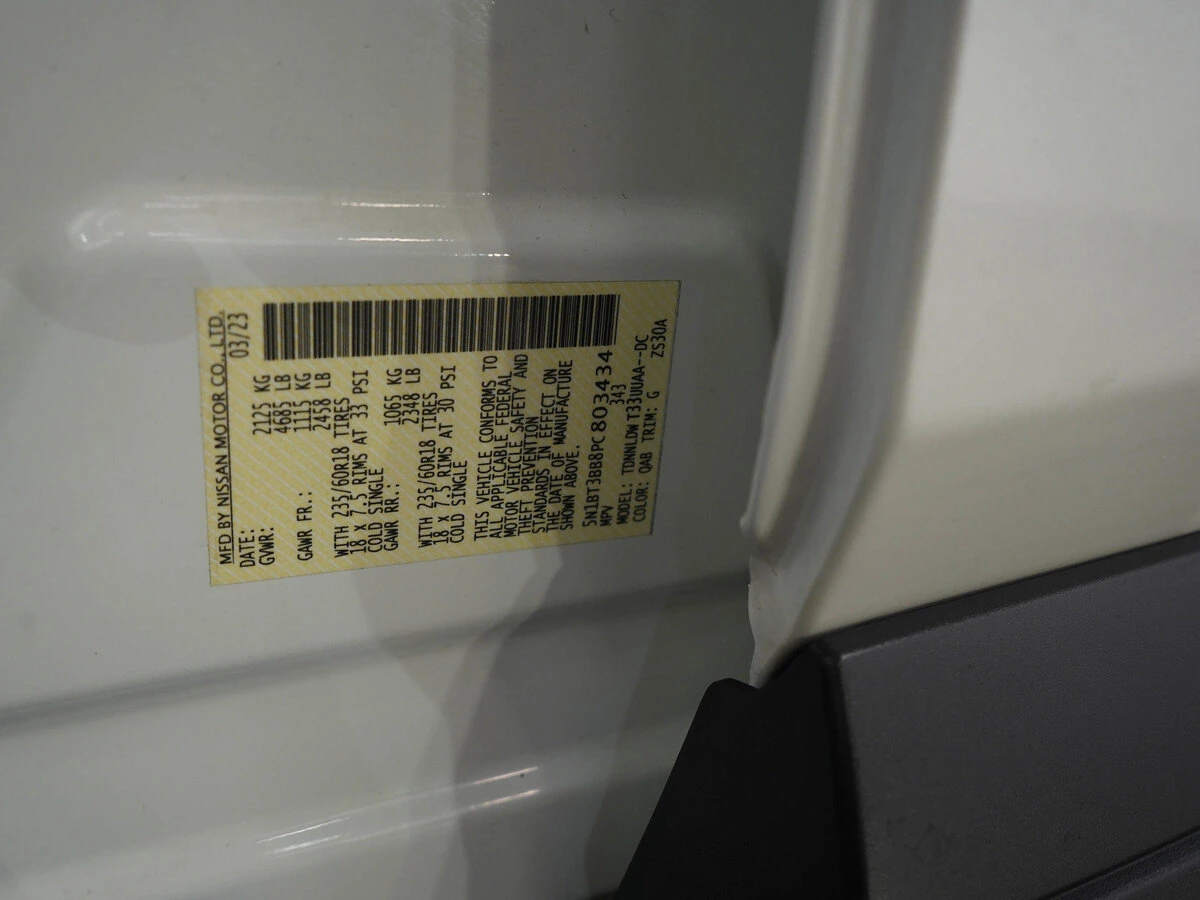 MFD BY NISSAN MOTOR CO., LTD.
DATE: 03/23
GVWR: 2125 KG
4685 LB
GAWR FR.: 1115 KG
2458 LB
WITH 235/60R18 TIRES
18 x 7.5 RIMS AT 33 PSI
COLD SINGLE
GAWR RR.: 1065 KG
2348 LB
WITH 235/60R18 TIRES
18 x 7.5 RIMS AT 30 PSI
COLD SINGLE
THIS VEHICLE CONFORMS TO
ALL APPLICABLE FEDERAL
MOTOR VEHICLE SAFETY AND
THEFT PREVENTION
STANDARDS IN EFFECT ON
THE DATE OF MANUFACTURE
SHOWN ABOVE.
5N1BT3BB8PC803434
MPV 343
MODEL: TDNNLDWT33UUAA--DC
COLOR: QAB TRIM: G ZS30A